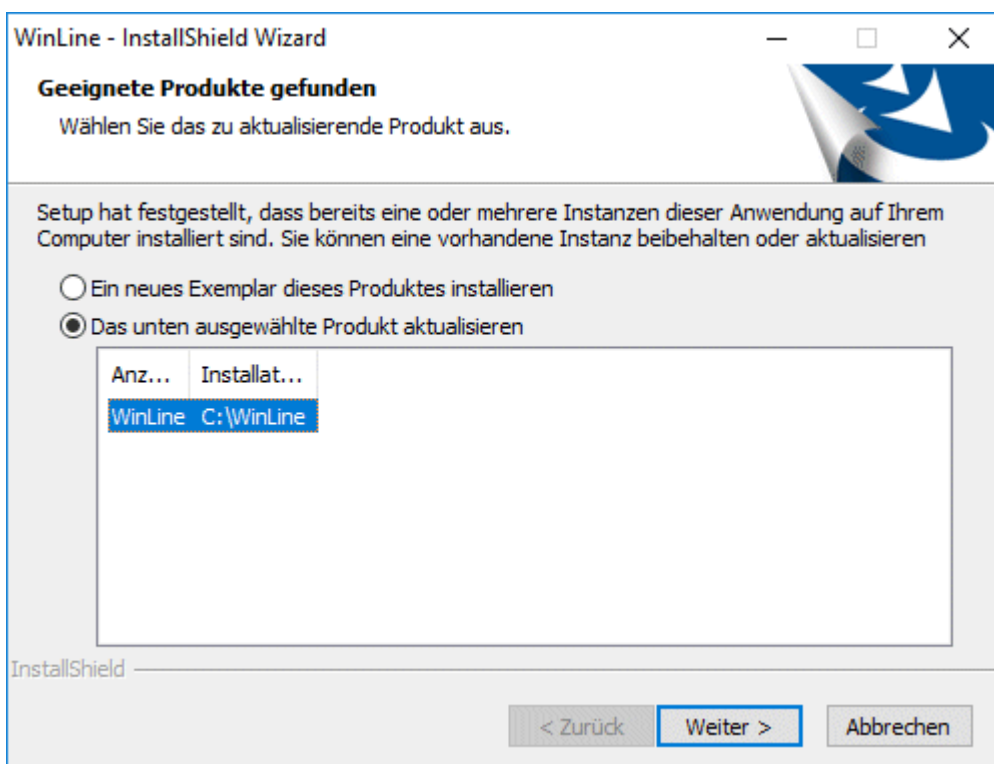 WinLine - InstallShield Wizard
Geeignete Produkte gefunden
Wählen Sie das zu aktualisierende Produkt aus.
Setup hat festgestellt, dass bereits eine oder mehrere Instanzen dieser Anwendung auf Ihrem
Computer installiert sind. Sie können eine vorhandene Instanz beibehalten oder aktualisieren
Ein neues Exemplar dieses Produktes installieren
Das unten ausgewählte Produkt aktualisieren
Anz... Installat...
WinLine C:\WinLine
InstallShield
< Zurück Weiter > Abbrechen